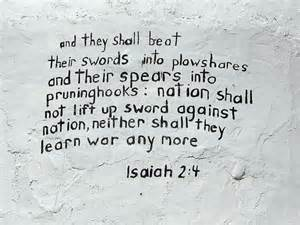 and they shall beat
their swords into plowshares
and their spears into
pruninghooks: nation shall
not lift up sword against
nation, neither shall they
learn war any more
Isaiah 2:4